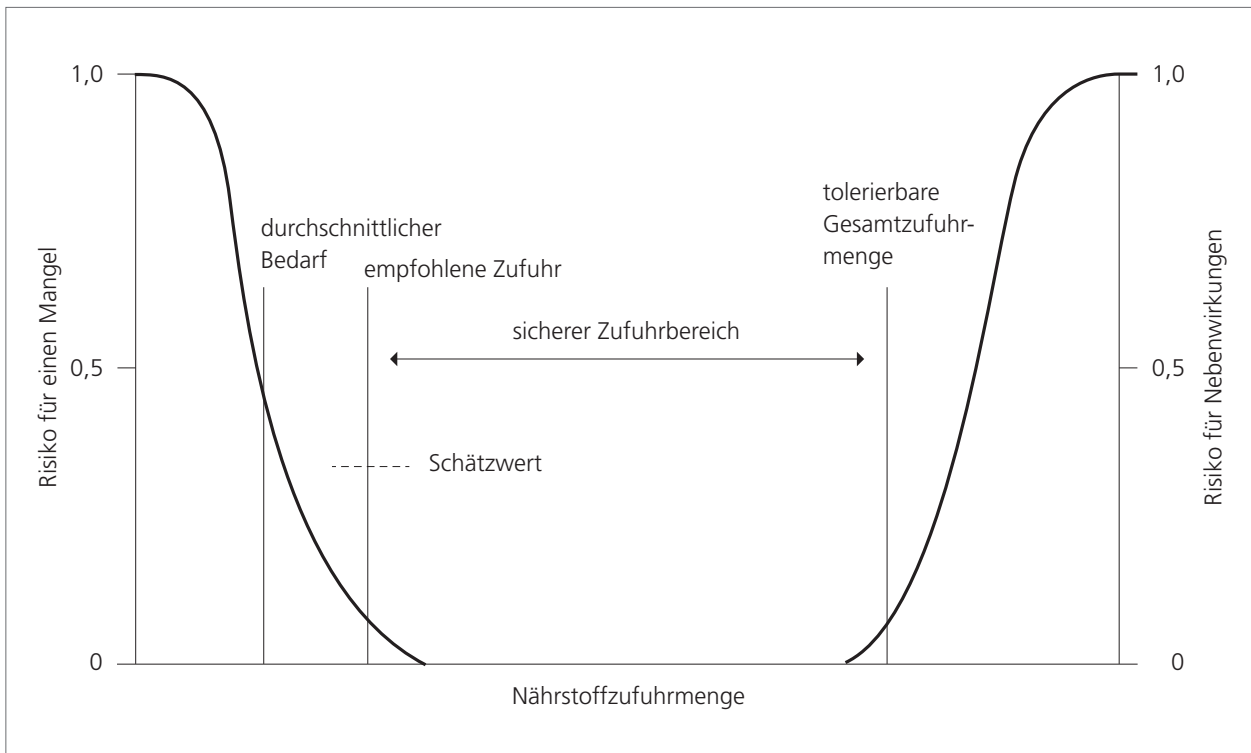 1,0
1,0
tolerierbare
Gesamtzufuhr-
menge
durchschnittlicher
Bedarf
empfohlene Zufuhr
sicherer Zufuhrbereich
0,5
0,5
Schätzwert
0
0
Risiko für einen Mangel
Risiko für Nebenwirkungen
Nährstoffzufuhrmenge